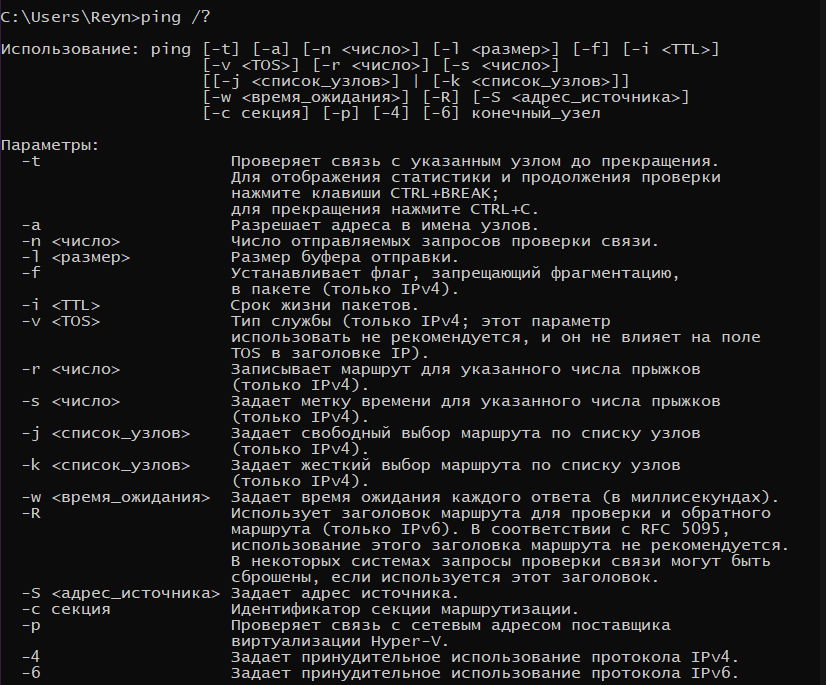 C:\Users\Reyn>ping /?
Использование: ping [-t] [-a] [-n <число>] [-l <размер>] [-f] [-i <TTL>]
[-v <TOS>] [-r <число>] [-s <число>]
[[-j <список_узлов>] | [-k <список_узлов>]]
[-w <время_ожидания>] [-R] [-S <адрес_источника>]
[-c секция] [-p] [-4] [-6] конечный_узел
Параметры:
-t Проверяет связь с указанным узлом до прекращения.
Для отображения статистики и продолжения проверки
нажмите клавиши CTRL+BREAK;
для прекращения нажмите CTRL+C.
-a Разрешает адреса в имена узлов.
-n <число> Число отправляемых запросов проверки связи.
-l <размер> Размер буфера отправки.
-f Устанавливает флаг, запрещающий фрагментацию,
в пакете (только IPv4).
-i <TTL> Срок жизни пакетов.
-v <TOS> Тип службы (только IPv4; этот параметр
использовать не рекомендуется, и он не влияет на поле
TOS в заголовке IP).
-r <число> Записывает маршрут для указанного числа прыжков
(только IPv4).
-s <число> Задает метку времени для указанного числа прыжков
(только IPv4).
-j <список_узлов> Задает свободный выбор маршрута по списку узлов
(только IPv4).
-k <список_узлов> Задает жесткий выбор маршрута по списку узлов
(только IPv4).
-w <время_ожидания> Задает время ожидания каждого ответа (в миллисекундах).
-R Использует заголовок маршрута для проверки и обратного
маршрута (только IPv6). В соответствии с RFC 5095,
использование этого заголовка маршрута не рекомендуется.
В некоторых системах запросы проверки связи могут быть
сброшены, если используется этот заголовок.
-S <адрес_источника> Задает адрес источника.
-c секция Идентификатор секции маршрутизации.
-p Проверяет связь с сетевым адресом поставщика
виртуализации Hyper-V.
-4 Задает принудительное использование протокола IPv4.
-6 Задает принудительное использование протокола IPv6.